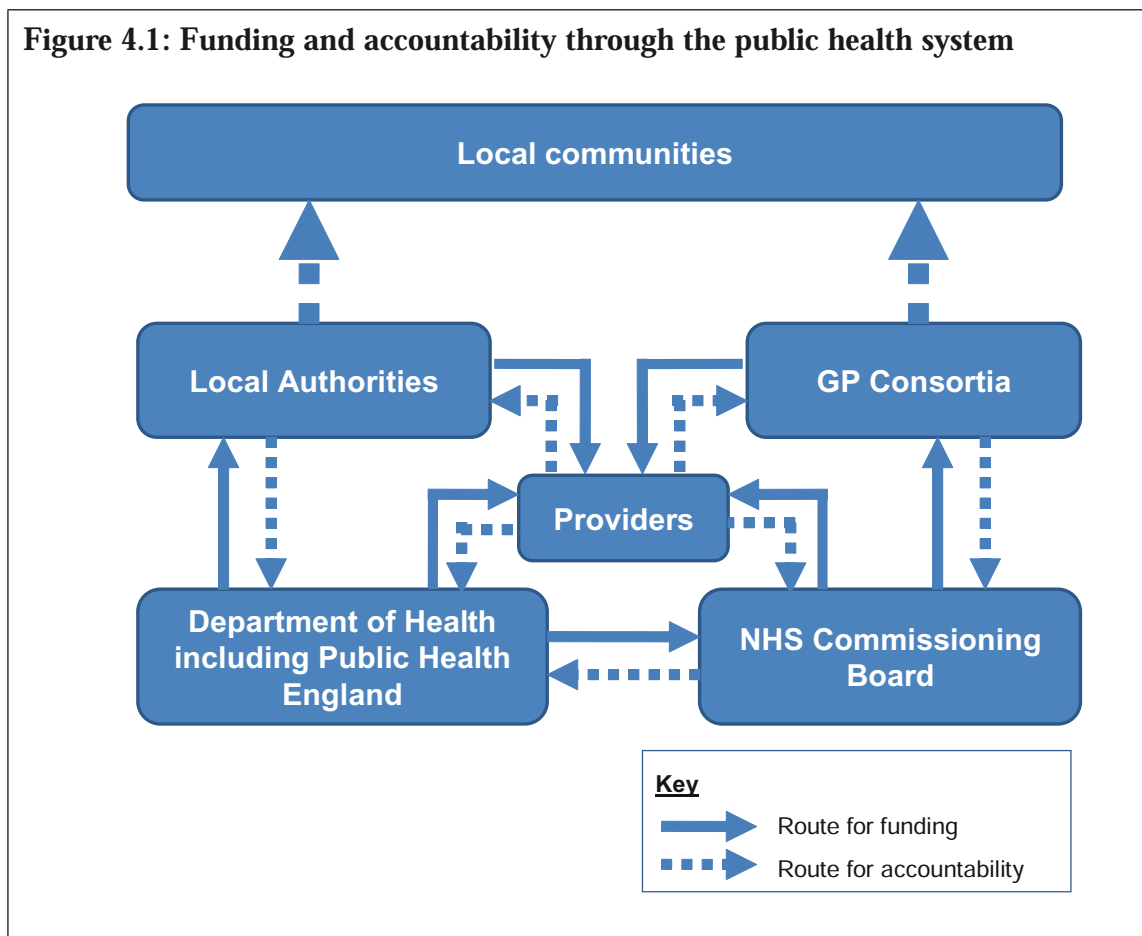 Figure 4.1: Funding and accountability through the public health system
Local communities
Local Authorities
GP Consortia
Providers
Department of Health
including Public Health
England
NHS Commissioning
Board
Key
Route for funding
Route for accountability